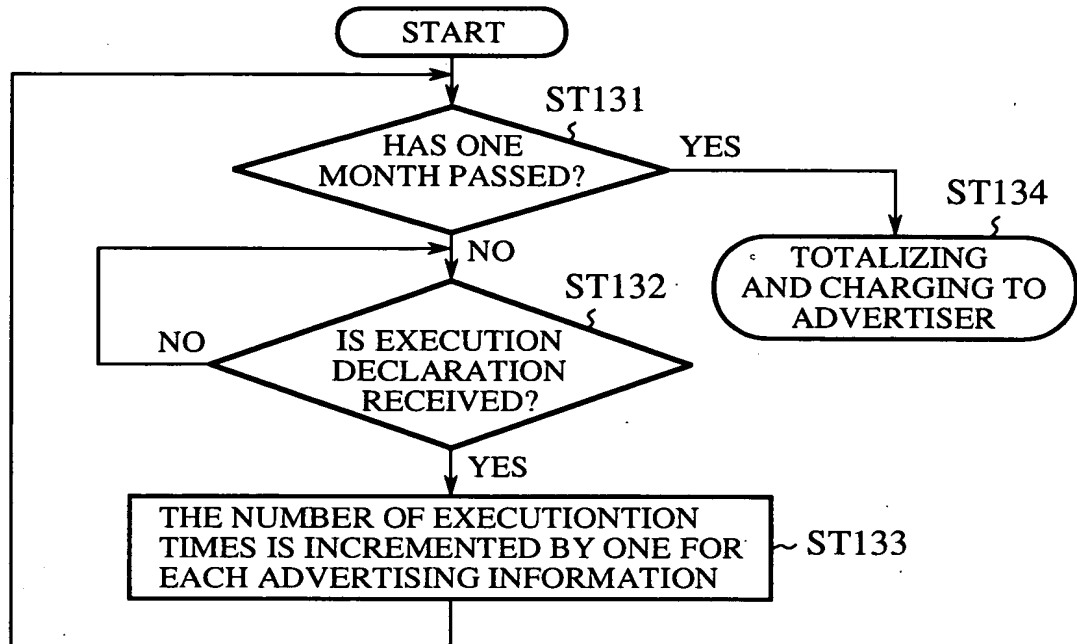 START
ST131
HAS ONE
MONTH PASSED?
YES
ST134
TOTALIZING
AND CHARGING TO
ADVERTISER
NO
ST132
IS EXECUTION
DECLARATION
RECEIVED?
NO
YES
THE NUMBER OF EXECUTIONTION
TIMES IS INCREMENTED BY ONE FOR
EACH ADVERTISING INFORMATION
ST133